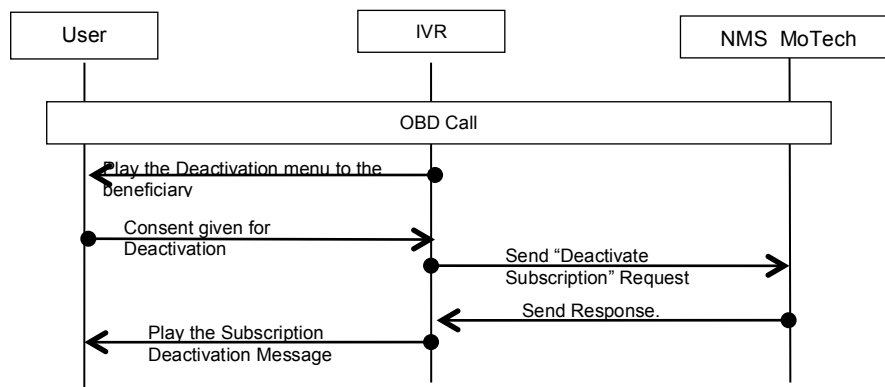 User
IVR
NMS MoTech
OBD Call
Play the Deactivation menu to the
beneficiary
Consent given for
Deactivation
Send “Deactivate
Subscription” Request
Send Response.
Play the Subscription
Deactivation Message